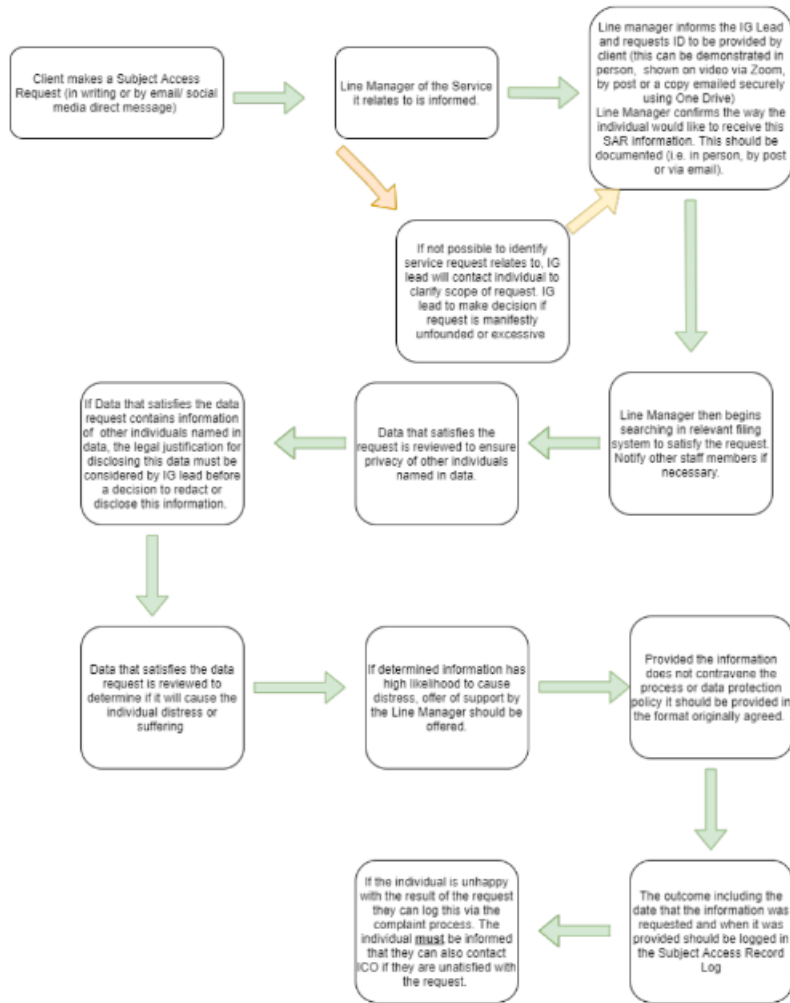 Client makes a Subject Access
Request (in writing or by email/ social
media direct message)
Line Manager of the Service
it relates to is informed.
Line manager informs the IG Lead
and requests ID to be provided by
client (this can be demonstrated in
person, shown on video via Zoom,
by post or a copy emailed securely
using One Drive)
Line Manager confirms the way the
individual would like to receive this
SAR information. This should be
documented (i.e. in person, by post
or via email).
If not possible to identify
service request relates to, IG
lead will contact individual to
clarify scope of request. IG
lead to make decision if
request is manifestly
unfounded or excessive
Line Manager then begins
searching in relevant filing
system to satisfy the request.
Notify other staff members if
necessary.
Data that satisfies the
request is reviewed to ensure
privacy of other individuals
named in data.
If Data that satisfies the data
request contains information
of other individuals named in
data, the legal justification for
disclosing this data must be
considered by IG lead before
a decision to redact or
disclose this information.
Data that satisfies the data
request is reviewed to
determine if it will cause the
individual distress or
suffering
If determined information has
high likelihood to cause
distress, offer of support by
the Line Manager should be
offered.
Provided the information
does not contravene the
process or data protection
policy it should be provided in
the format originally agreed.
The outcome including the
date that the information was
requested and when it was
provided should be logged in
the Subject Access Record
Log
If the individual is unhappy
with the result of the request
they can log this via the
complaint process. The
individual must be informed
that they can also contact
ICO if they are unatisfied with
the request.